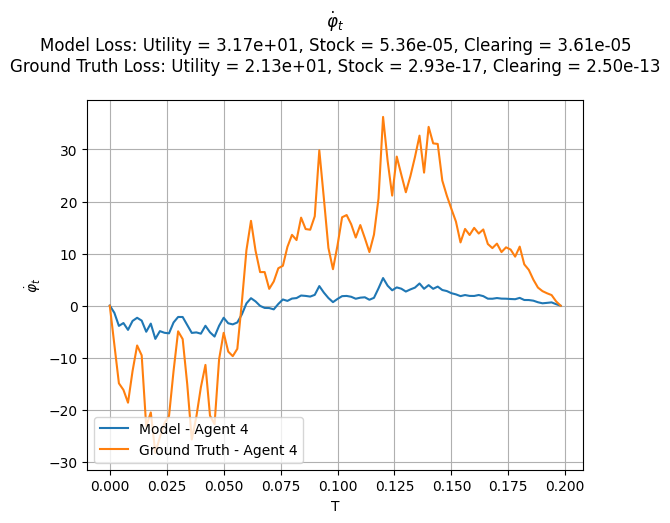 φ̇ₜ
Model Loss: Utility = 3.17e+01, Stock = 5.36e-05, Clearing = 3.61e-05
Ground Truth Loss: Utility = 2.13e+01, Stock = 2.93e-17, Clearing = 2.50e-13
30
20
10
0
−10
−20
−30
φ̇ₜ
Model - Agent 4
Ground Truth - Agent 4
0.000 0.025 0.050 0.075 0.100 0.125 0.150 0.175 0.200
T